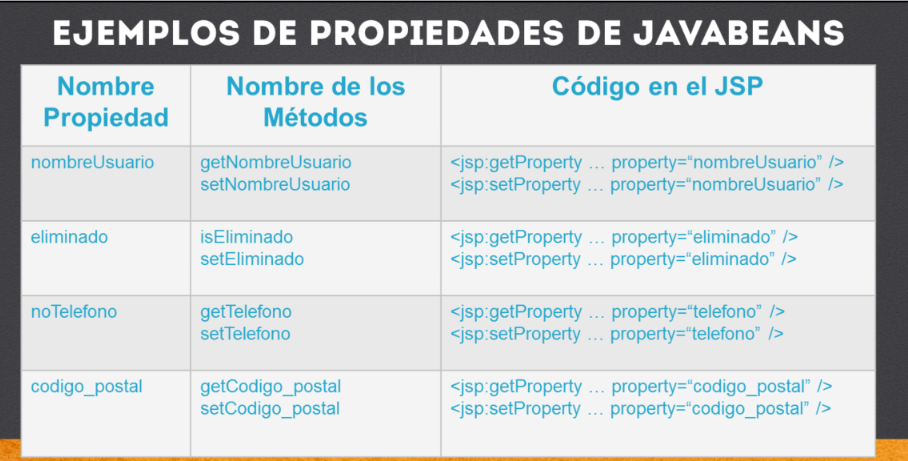 EJEMPLOS DE PROPIEDADES DE JAVABEANS
Nombre Propiedad
Nombre de los Métodos
Código en el JSP
nombreUsuario
getNombreUsuario
setNombreUsuario
<jsp:getProperty … property=“nombreUsuario” />
<jsp:setProperty … property=“nombreUsuario” />
eliminado
isEliminado
setEliminado
<jsp:getProperty … property=“eliminado” />
<jsp:setProperty … property=“eliminado” />
noTelefono
getTelefono
setTelefono
<jsp:getProperty … property=“telefono” />
<jsp:setProperty … property=“telefono” />
codigo_postal
getCodigo_postal
setCodigo_postal
<jsp:getProperty … property=“codigo_postal” />
<jsp:setProperty … property=“codigo_postal” />